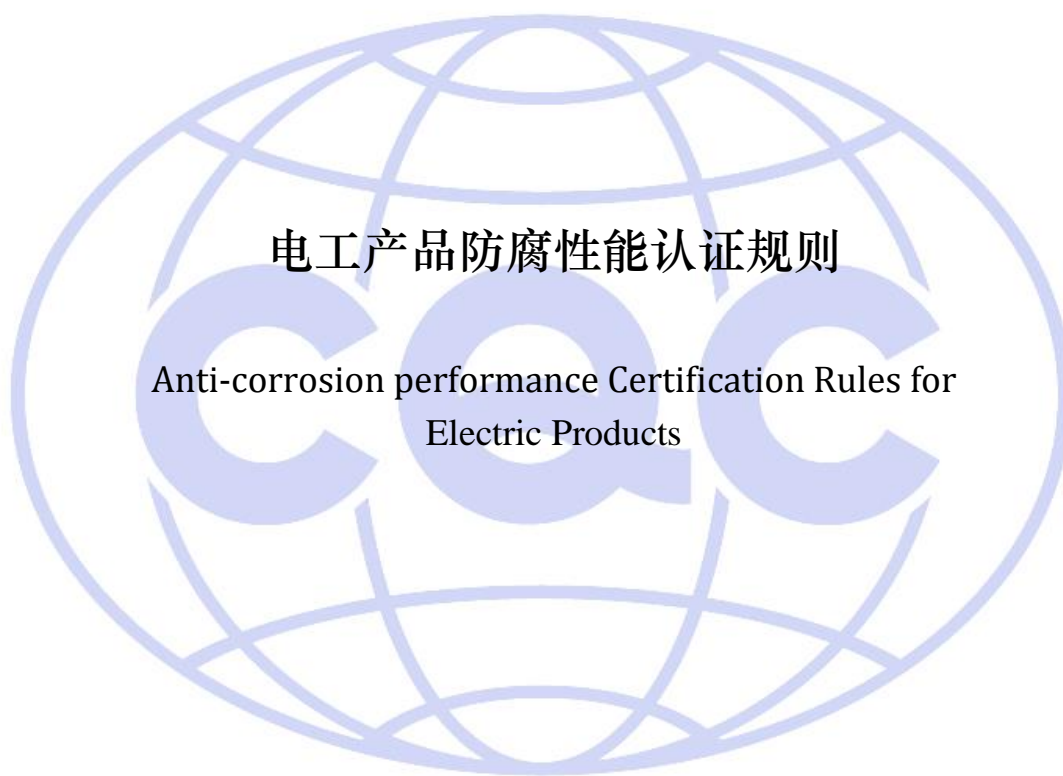 电工产品防腐性能认证规则
Anti-corrosion performance Certification Rules for
Electric Products
CQC